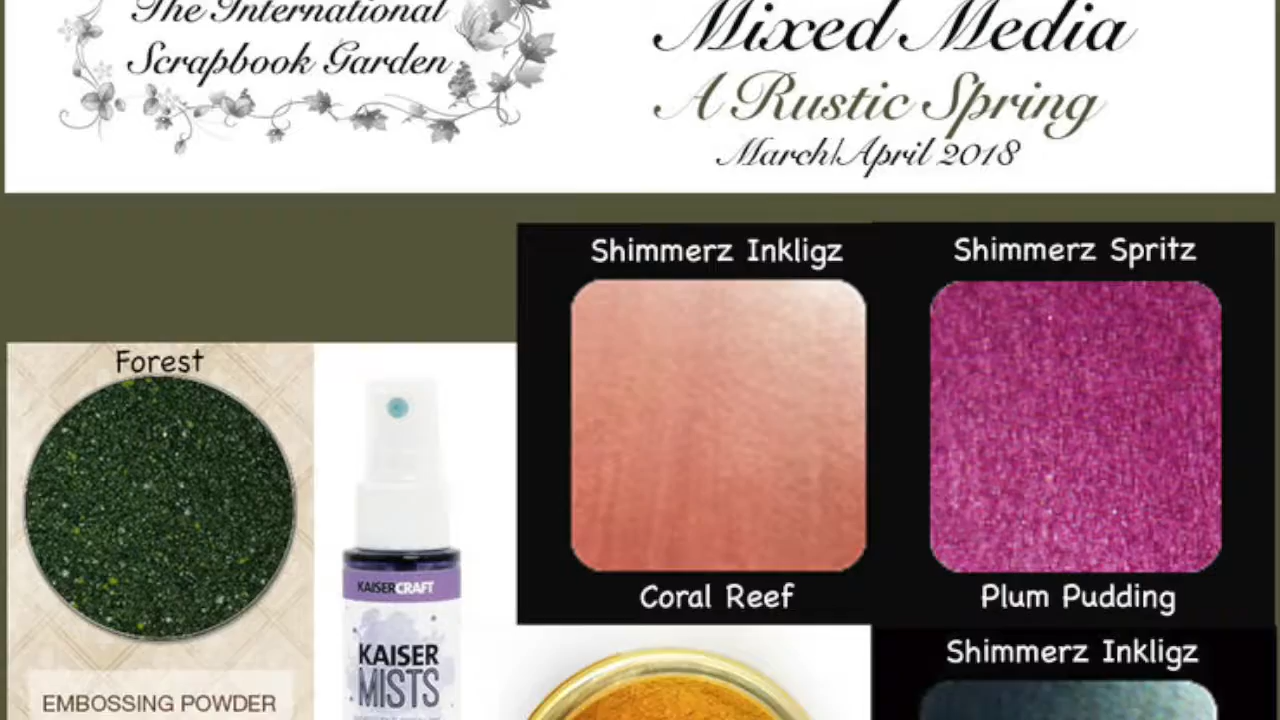 The International
Scrapbook Garden
Mixed Media
A Rustic Spring
March/April 2018
Shimmerz Inkligz
Shimmerz Spritz
Forest
KAISERCRAFT
KAISER
MISTS
Coral Reef
Plum Pudding
Shimmerz Inkligz
EMBOSSING POWDER